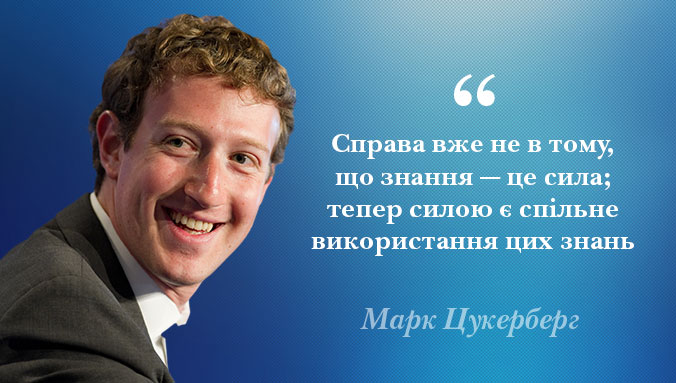 “
Справа вже не в тому,
що знання — це сила;
тепер силою є спільне
використання цих знань
Марк Цукерберг